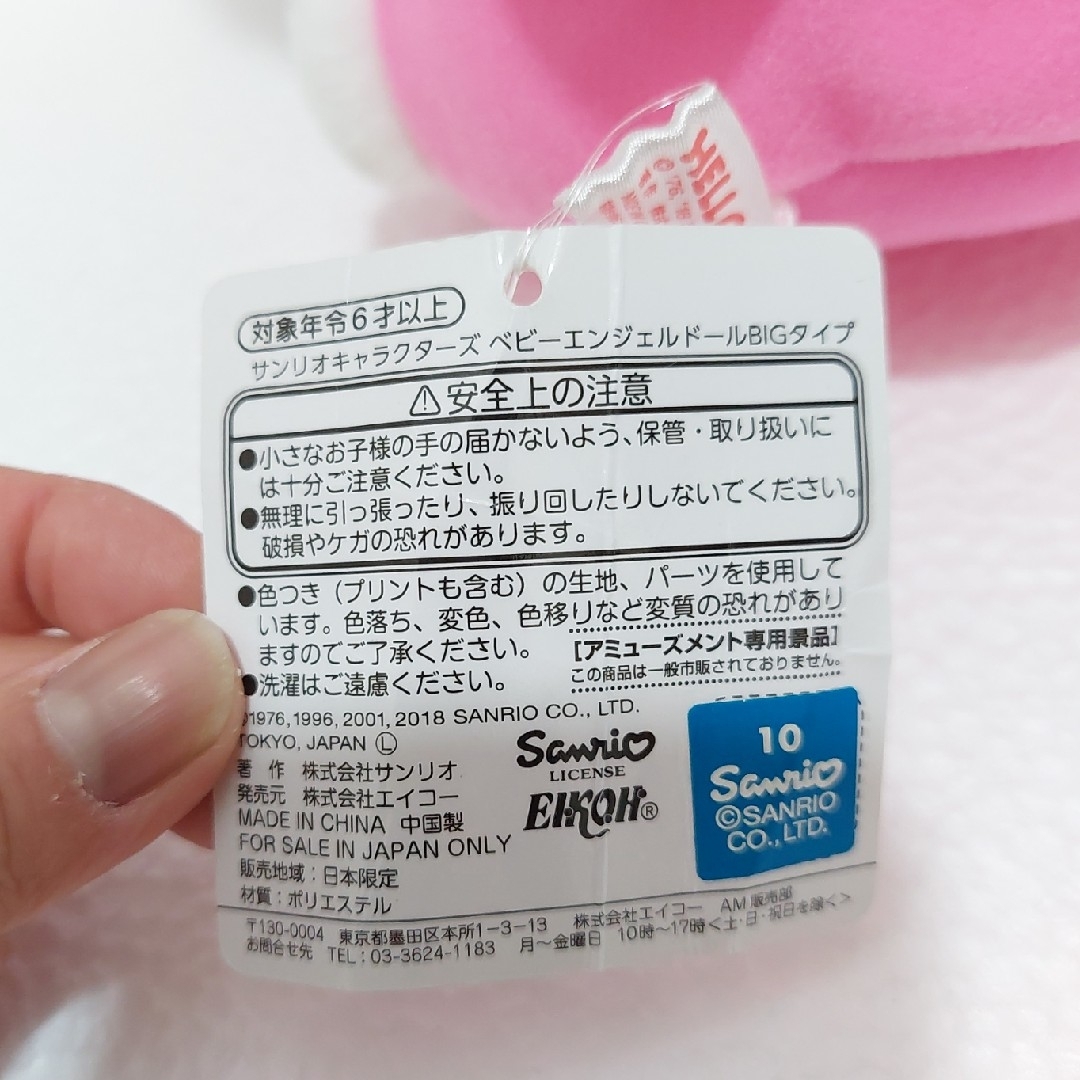 HELLO
対象年令6才以上
サンリオキャラクターズ ベビーエンジェルドールBIGタイプ
⚠安全上の注意
●小さなお子様の手の届かないよう、保管・取り扱いに
は十分ご注意ください。
●無理に引っ張ったり、振り回したりしないでください。
破損やケガの恐れがあります。
●色つき（プリントも含む）の生地、パーツを使用して
います。色落ち、変色、色移りなど変質の恐れがあり
ますのでご了承ください。
●洗濯はご遠慮ください。
[アミューズメント専用景品]
この商品は一般市販されておりません。
1976, 1996, 2001, 2018 SANRIO CO., LTD.
TOKYO, JAPAN Ⓛ
著 作 株式会社サンリオ
発売元 株式会社エイコー
MADE IN CHINA 中国製
FOR SALE IN JAPAN ONLY
販売地域：日本限定
材質：ポリエステル
Sanrio
LICENSE
EIKOH®
10
Sanrio
©SANRIO
CO., LTD.
〒130-0004 東京都墨田区本所1-3-13 株式会社エイコー AM販売部
お問合せ先 TEL：03-3624-1183 月～金曜日 10時～17時＜土・日・祝日を除く＞